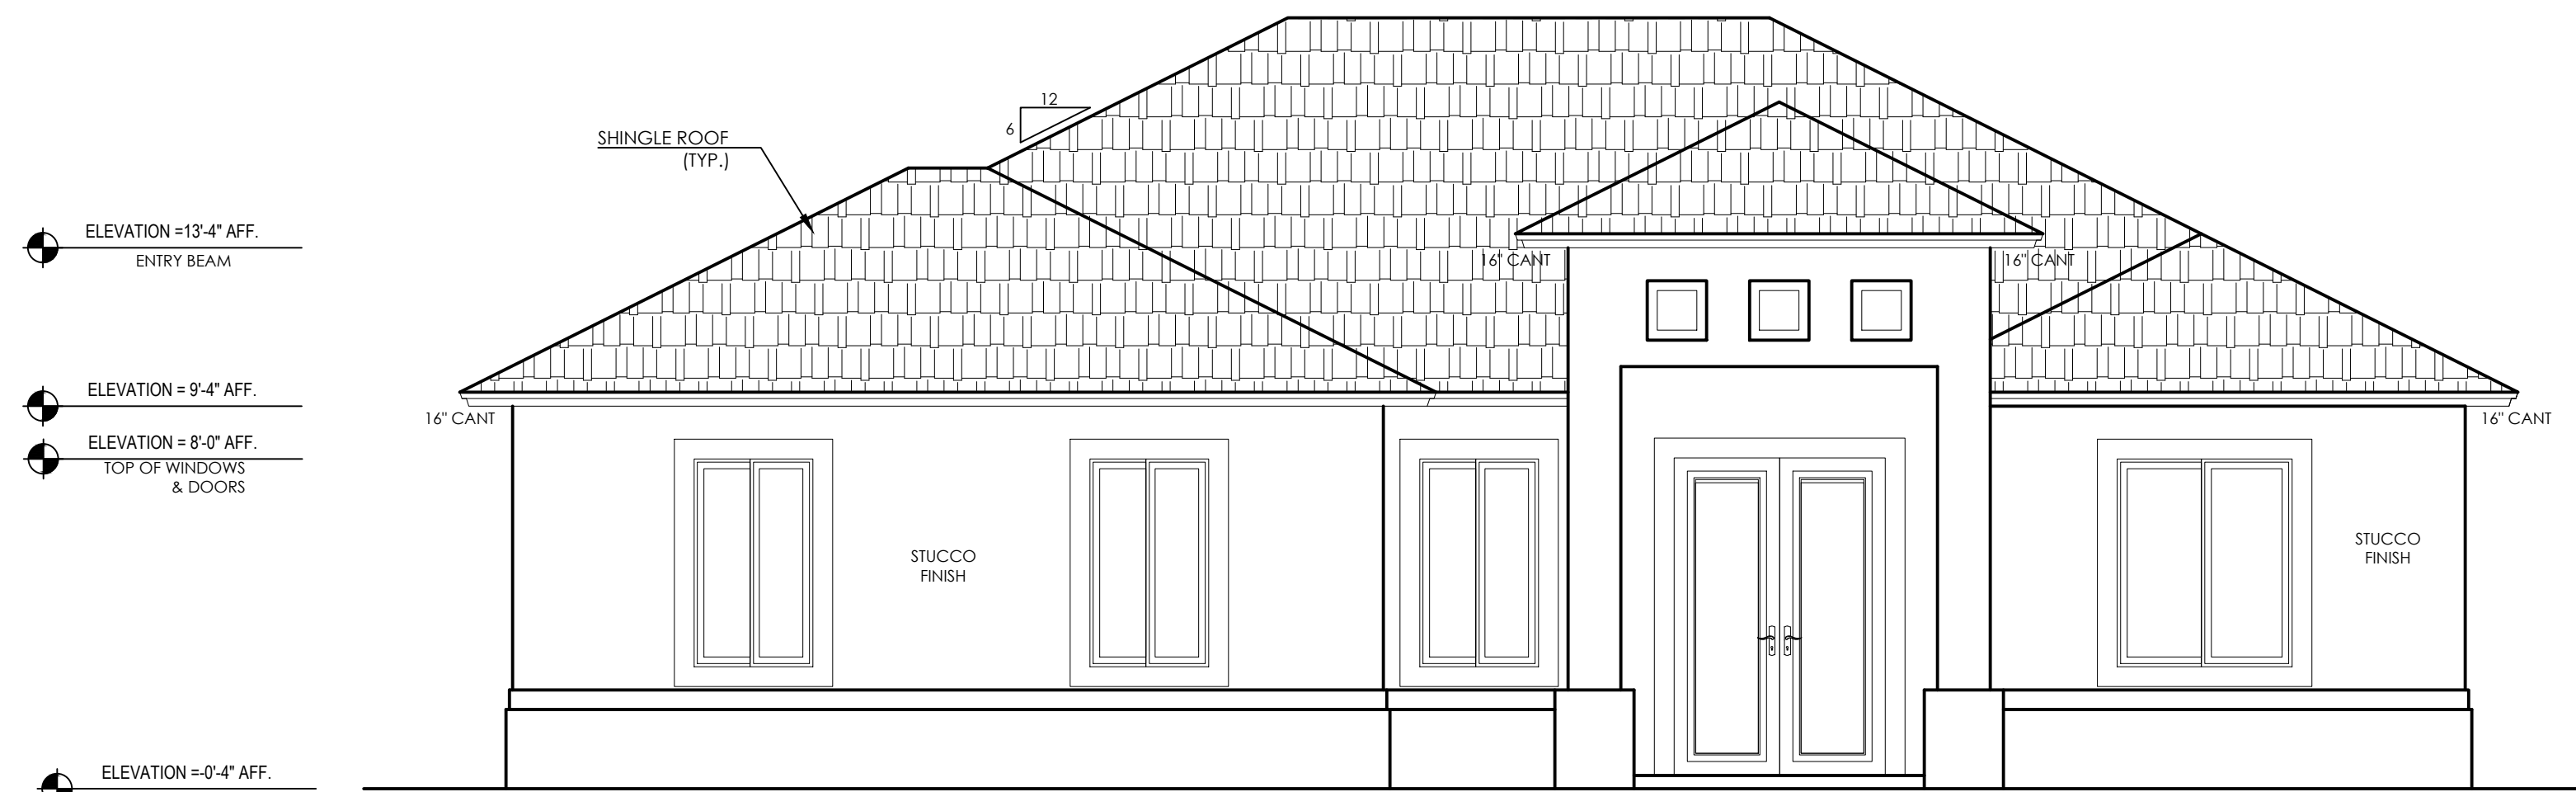 12
6
SHINGLE ROOF
(TYP.)
ELEVATION =13'-4" AFF.
ENTRY BEAM
16" CANT
16" CANT
ELEVATION = 9'-4" AFF.
16" CANT
16" CANT
ELEVATION = 8'-0" AFF.
TOP OF WINDOWS
& DOORS
STUCCO
FINISH
STUCCO
FINISH
ELEVATION =-0'-4" AFF.